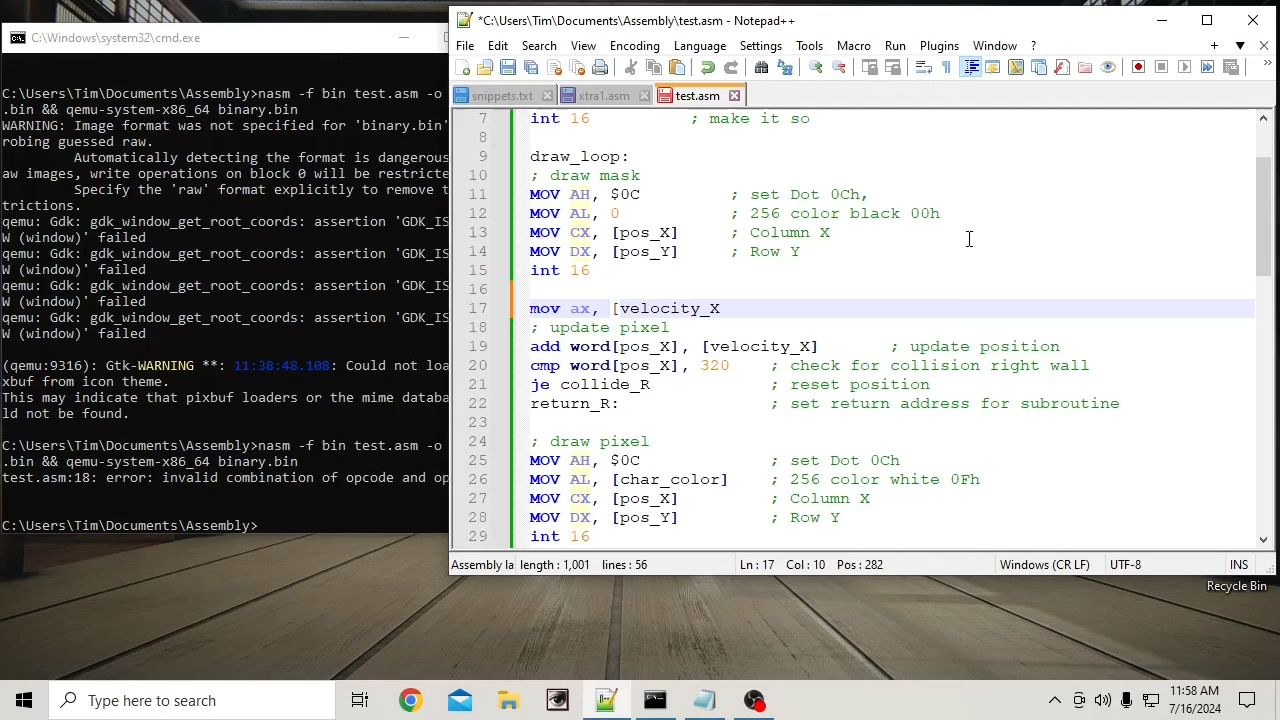 C:\Windows\system32\cmd.exe
C:\Users\Tim\Documents\Assembly>nasm -f bin test.asm -o
.bin && qemu-system-x86_64 binary.bin
WARNING: Image format was not specified for 'binary.bin'
robing guessed raw.
Automatically detecting the format is dangerous
aw images, write operations on block 0 will be restricte
Specify the 'raw' format explicitly to remove t
trictions.
qemu: Gdk: gdk_window_get_root_coords: assertion 'GDK_IS
W (window)' failed
qemu: Gdk: gdk_window_get_root_coords: assertion 'GDK_IS
W (window)' failed
qemu: Gdk: gdk_window_get_root_coords: assertion 'GDK_IS
W (window)' failed
qemu: Gdk: gdk_window_get_root_coords: assertion 'GDK_IS
W (window)' failed
(qemu:9316): Gtk-WARNING **: 11:38:48.108: Could not loa
xbuf from icon theme.
This may indicate that pixbuf loaders or the mime databa
ld not be found.
C:\Users\Tim\Documents\Assembly>nasm -f bin test.asm -o
.bin && qemu-system-x86_64 binary.bin
test.asm:18: error: invalid combination of opcode and op
C:\Users\Tim\Documents\Assembly>
*C:\Users\Tim\Documents\Assembly\test.asm - Notepad++
File Edit Search View Encoding Language Settings Tools Macro Run Plugins Window ?
snippets.txt xtra1.asm test.asm
7 int 16 ; make it so
8
9 draw_loop:
10 ; draw mask
11 MOV AH, $0C ; set Dot 0Ch,
12 MOV AL, 0 ; 256 color black 00h
13 MOV CX, [pos_X] ; Column X
14 MOV DX, [pos_Y] ; Row Y
15 int 16
16
17 mov ax, [velocity_X
18 ; update pixel
19 add word[pos_X], [velocity_X] ; update position
20 cmp word[pos_X], 320 ; check for collision right wall
21 je collide_R ; reset position
22 return_R: ; set return address for subroutine
23
24 ; draw pixel
25 MOV AH, $0C ; set Dot 0Ch
26 MOV AL, [char_color] ; 256 color white 0Fh
27 MOV CX, [pos_X] ; Column X
28 MOV DX, [pos_Y] ; Row Y
29 int 16
Assembly la length : 1,001 lines : 56 Ln : 17 Col : 10 Pos : 282 Windows (CR LF) UTF-8 INS
Recycle Bin
Type here to search
11:58 AM
7/16/2024